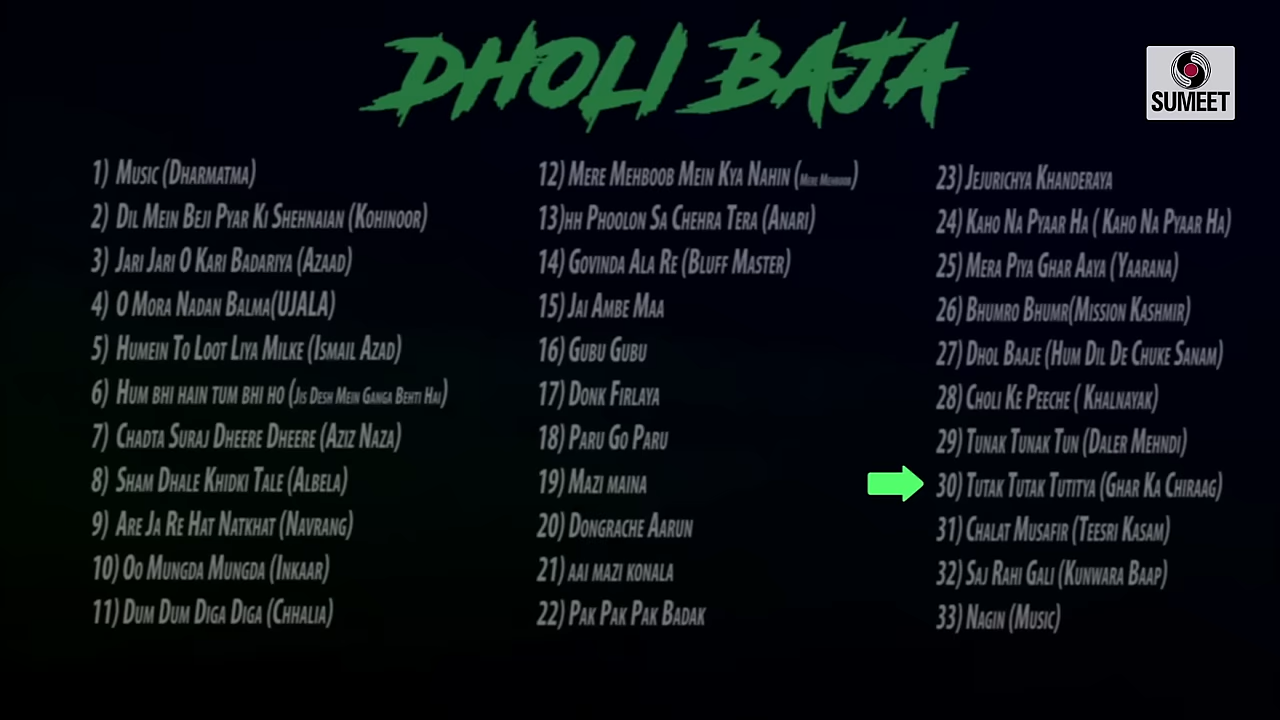 DHOLI BAJA
SUMEET
1) Music (Dharmatma)
2) Dil Mein Beji Pyar Ki Shehnaian (Kohinoor)
3) Jari Jari O Kari Badariya (Azaad)
4) O Mora Nadan Balma(UJALA)
5) Humein To Loot Liya Milke (Ismail Azad)
6) Hum bhi hain tum bhi ho (Jis Desh Mein Ganga Behti Hai)
7) Chadta Suraj Dheere Dheere (Aziz Naza)
8) Sham Dhale Khidki Tale (Albela)
9) Are Ja Re Hat Natkhat (Navrang)
10) Oo Mungda Mungda (Inkaar)
11) Dum Dum Diga Diga (Chhalia)
12) Mere Mehboob Mein Kya Nahin (Mere Mehboob)
13)hh Phoolon Sa Chehra Tera (Anari)
14) Govinda Ala Re (Bluff Master)
15) Jai Ambe Maa
16) Gubu Gubu
17) Donk Firlaya
18) Paru Go Paru
19) Mazi maina
20) Dongrache Aarun
21) aai mazi konala
22) Pak Pak Pak Badak
23) Jejurichya Khanderaya
24) Kaho Na Pyaar Ha ( Kaho Na Pyaar Ha)
25) Mera Piya Ghar Aaya (Yaarana)
26) Bhumro Bhumr(Mission Kashmir)
27) Dhol Baaje (Hum Dil De Chuke Sanam)
28) Choli Ke Peeche ( Khalnayak)
29) Tunak Tunak Tun (Daler Mehndi)
30) Tutak Tutak Tutitya (Ghar Ka Chiraag)
31) Chalat Musafir (Teesri Kasam)
32) Saj Rahi Gali (Kunwara Baap)
33) Nagin (Music)